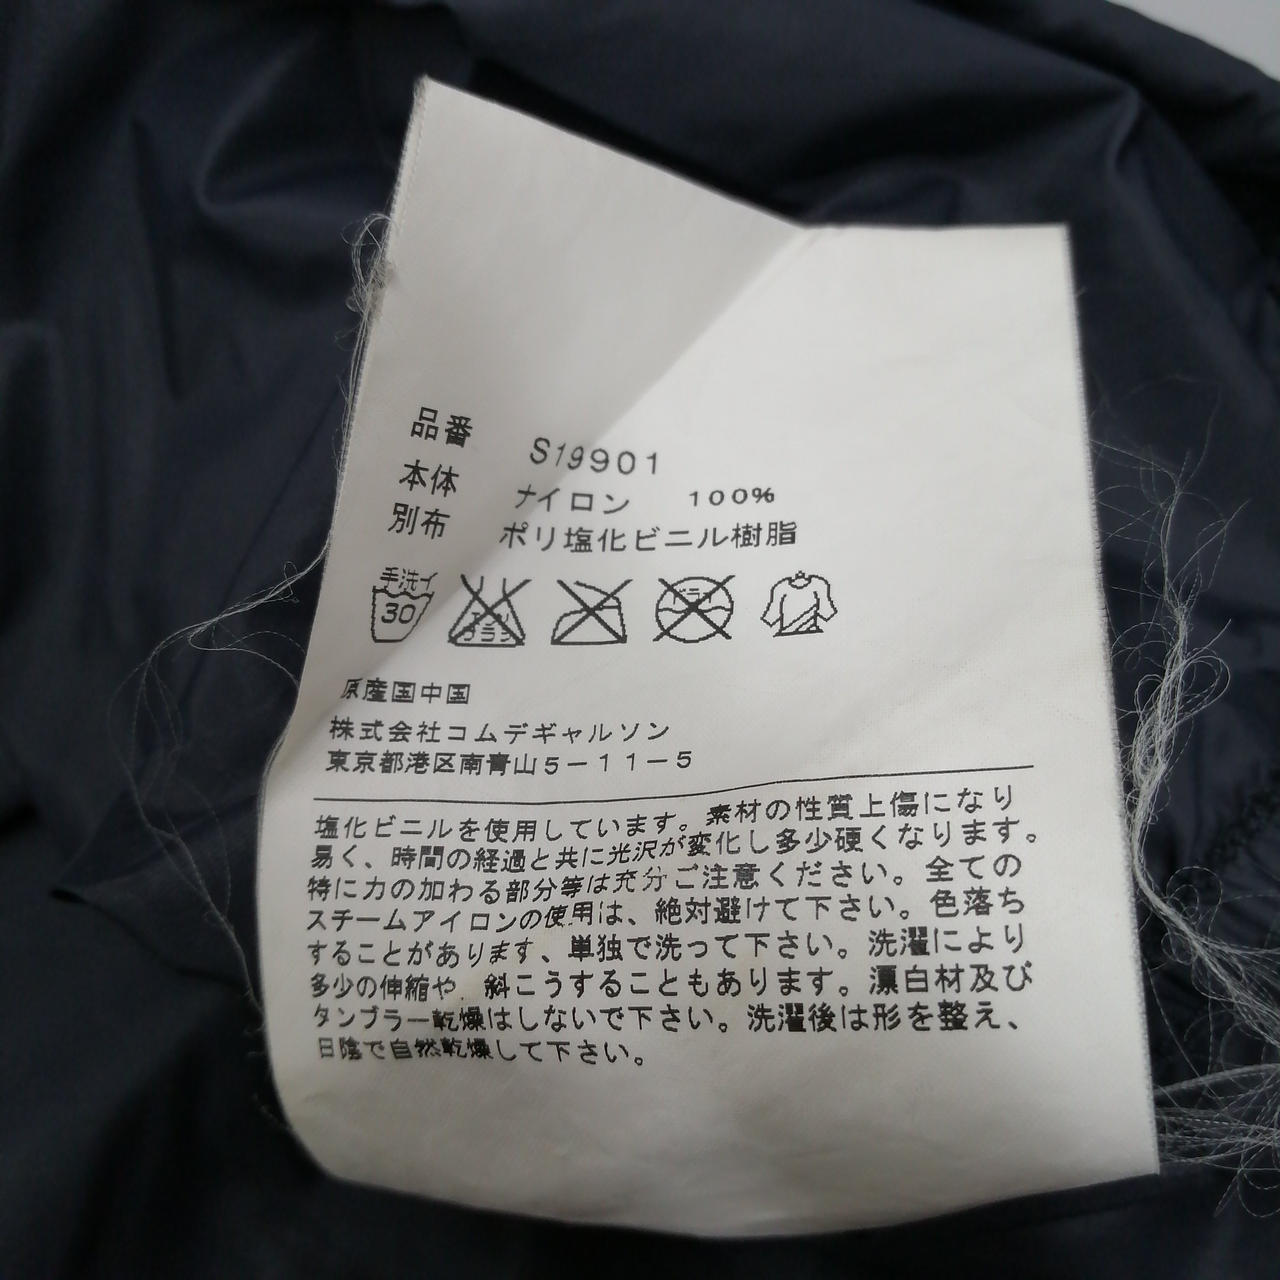 品番 S19901
本体 ナイロン 100%
別布 ポリ塩化ビニル樹脂
手洗イ
30
原産国中国
株式会社コムデギャルソン
東京都港区南青山5-11-5
塩化ビニルを使用しています。素材の性質上傷になり
易く、時間の経過と共に光沢が変化し多少硬くなります。
特に力の加わる部分等は充分ご注意ください。全ての
スチームアイロンの使用は、絶対避けて下さい。色落ち
することがあります、単独で洗って下さい。洗濯により
多少の伸縮や、斜こうすることもあります。漂白材及び
タンブラー乾燥はしないで下さい。洗濯後は形を整え、
日陰で自然乾燥して下さい。